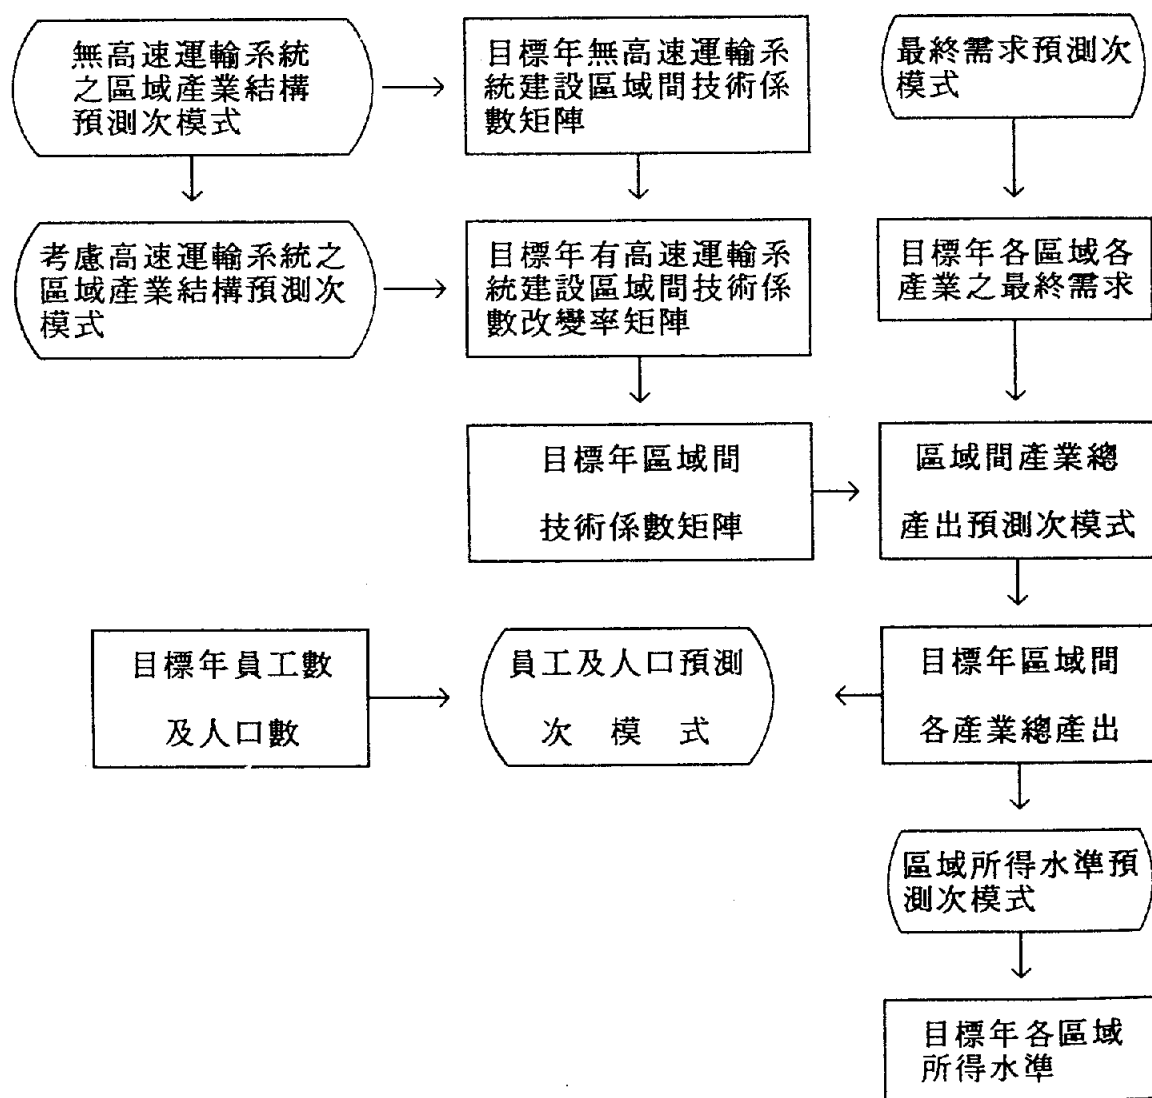 無高速運輸系統
之區域產業結構
預測次模式
目標年無高速運輸系
統建設區域間技術係
數矩陣
最終需求預測次
模式
考慮高速運輸系統之
區域產業結構預測次
模式
目標年有高速運輸系
統建設區域間技術係
數改變率矩陣
目標年各區域各
產業之最終需求
目標年區域間
技術係數矩陣
區域間產業總
產出預測次模式
目標年員工數
及人口數
員工及人口預測
次 模 式
目標年區域間
各產業總產出
區域所得水準預
測次模式
目標年各區域
所得水準